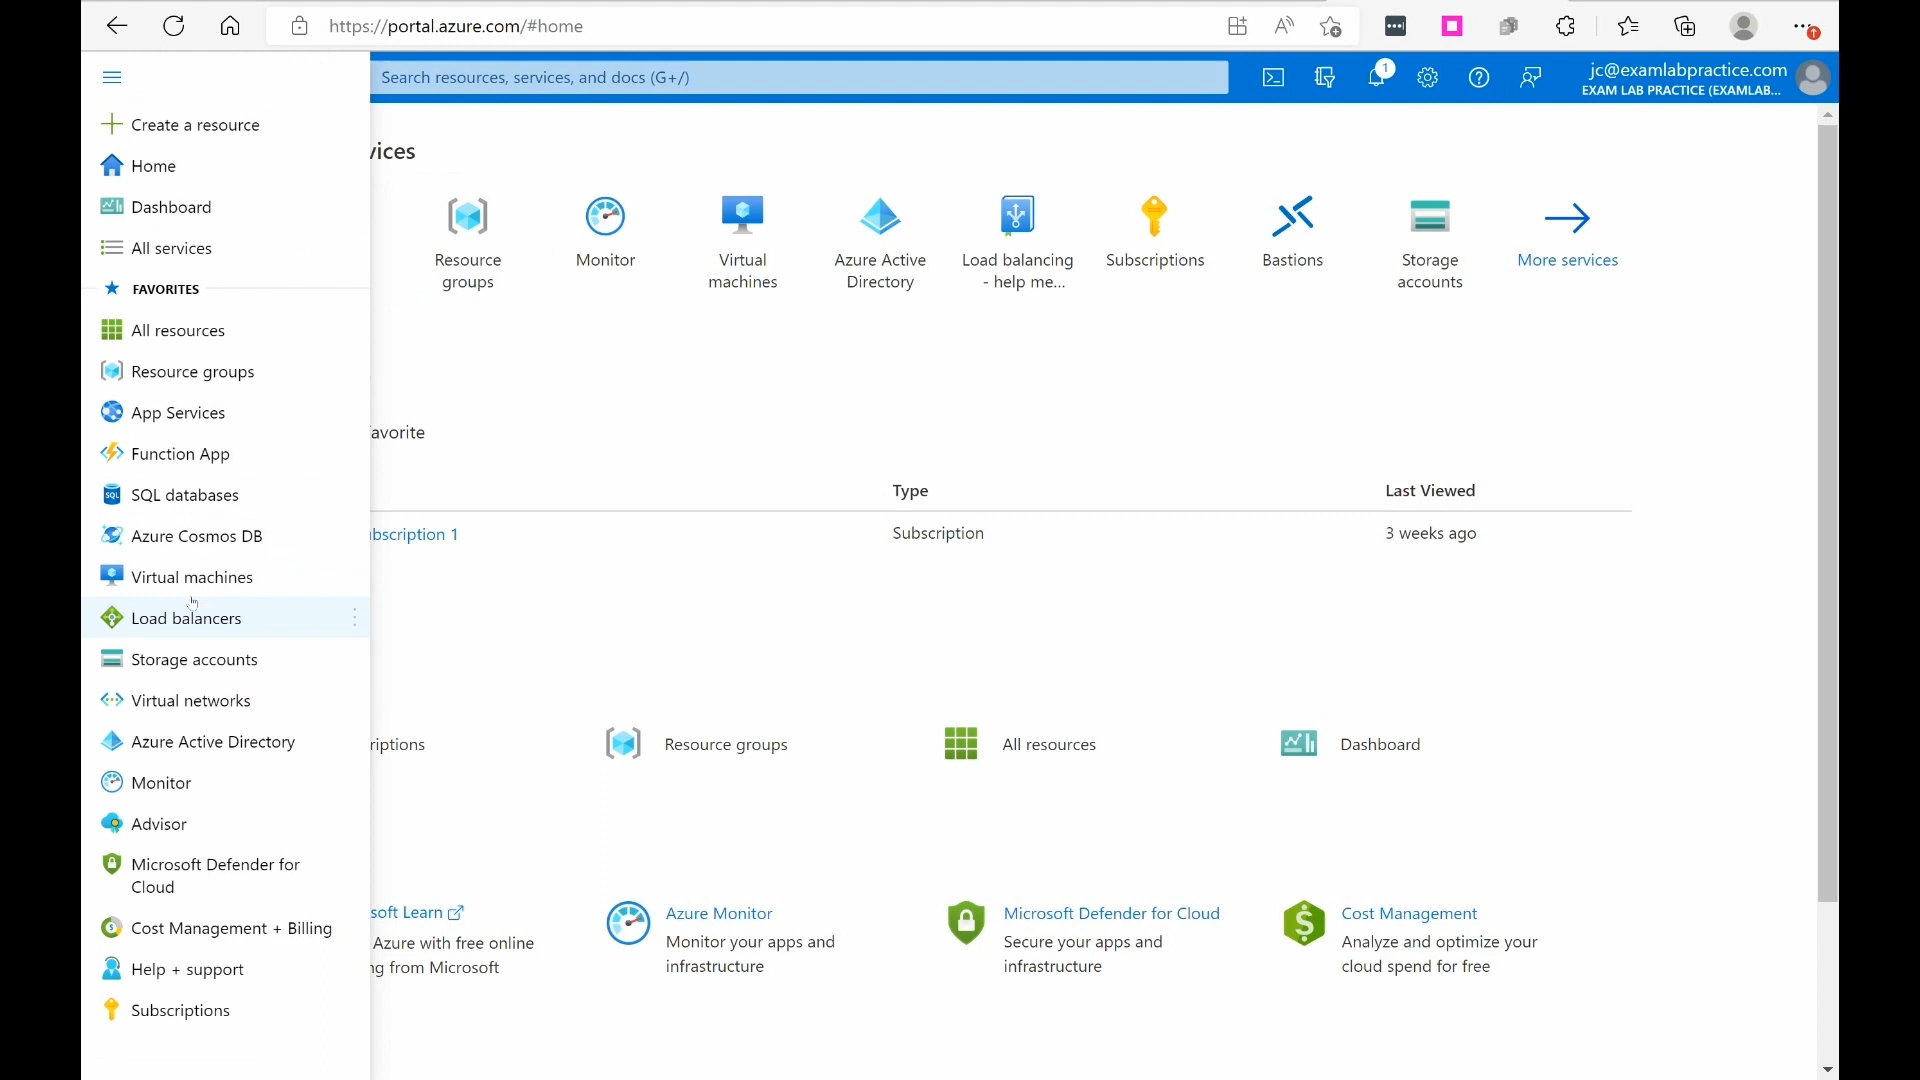 https://portal.azure.com/#home
Search resources, services, and docs (G+/)
1
jc@examlabpractice.com
EXAM LAB PRACTICE (EXAMLAB...
Create a resource
Home
Dashboard
All services
FAVORITES
All resources
Resource groups
App Services
Function App
SQL databases
Azure Cosmos DB
Virtual machines
Load balancers
Storage accounts
Virtual networks
Azure Active Directory
Monitor
Advisor
Microsoft Defender for
Cloud
Cost Management + Billing
Help + support
Subscriptions
vices
Resource
groups
Monitor
Virtual
machines
Azure Active
Directory
Load balancing
- help me...
Subscriptions
Bastions
Storage
accounts
More services
avorite
Type
Last Viewed
bscription 1
Subscription
3 weeks ago
riptions
Resource groups
All resources
Dashboard
soft Learn
Azure with free online
ng from Microsoft
Azure Monitor
Monitor your apps and
infrastructure
Microsoft Defender for Cloud
Secure your apps and
infrastructure
Cost Management
Analyze and optimize your
cloud spend for free